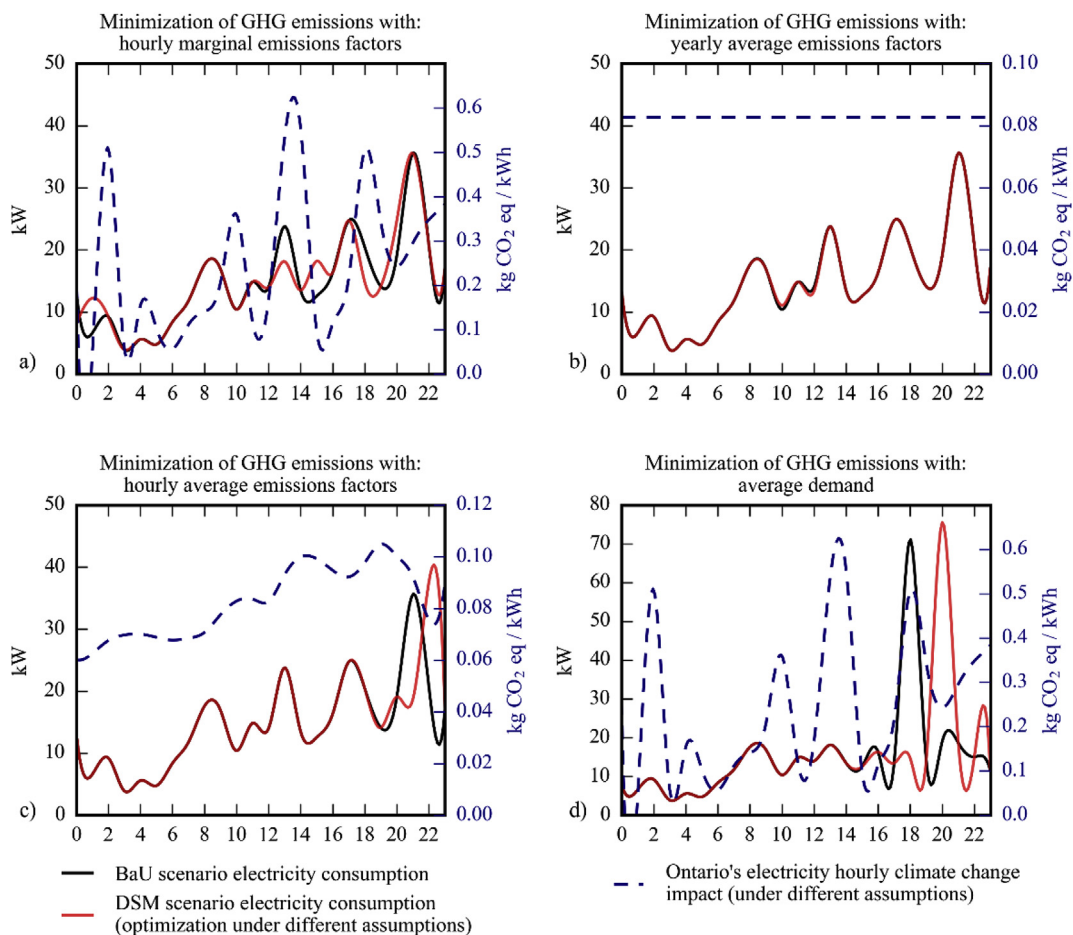 Minimization of GHG emissions with:
hourly marginal emissions factors
50
40
30
20
10
0
kW
0.6
0.5
0.4
0.3
0.2
0.1
0.0
kg CO2 eq / kWh
a)
0 2 4 6 8 10 12 14 16 18 20 22
Minimization of GHG emissions with:
yearly average emissions factors
50
40
30
20
10
0
kW
0.10
0.08
0.06
0.04
0.02
0.00
kg CO2 eq / kWh
b)
0 2 4 6 8 10 12 14 16 18 20 22
Minimization of GHG emissions with:
hourly average emissions factors
50
40
30
20
10
0
kW
0.12
0.10
0.08
0.06
0.04
0.02
0.00
kg CO2 eq / kWh
c)
0 2 4 6 8 10 12 14 16 18 20 22
Minimization of GHG emissions with:
average demand
80
70
60
50
40
30
20
10
0
kW
0.6
0.5
0.4
0.3
0.2
0.1
0.0
kg CO2 eq / kWh
d)
0 2 4 6 8 10 12 14 16 18 20 22
BaU scenario electricity consumption
DSM scenario electricity consumption
(optimization under different assumptions)
Ontario's electricity hourly climate change
impact (under different assumptions)